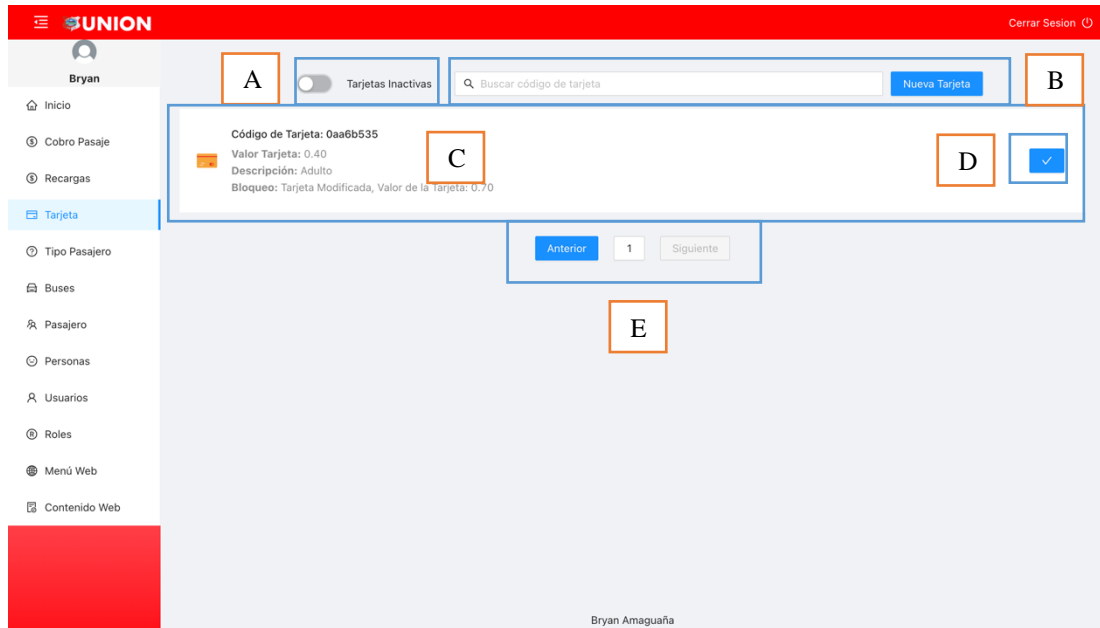 UNION
Cerrar Sesion
Bryan
Inicio
Cobro Pasaje
Recargas
Tarjeta
Tipo Pasajero
Buses
Pasajero
Personas
Usuarios
Roles
Menú Web
Contenido Web
A
Tarjetas Inactivas
Buscar código de tarjeta
Nueva Tarjeta
B
Código de Tarjeta: 0aa6b535
Valor Tarjeta: 0.40
Descripción: Adulto
Bloqueo: Tarjeta Modificada, Valor de la Tarjeta: 0.70
C
D
Anterior
1
Siguiente
E
Bryan Amaguaña